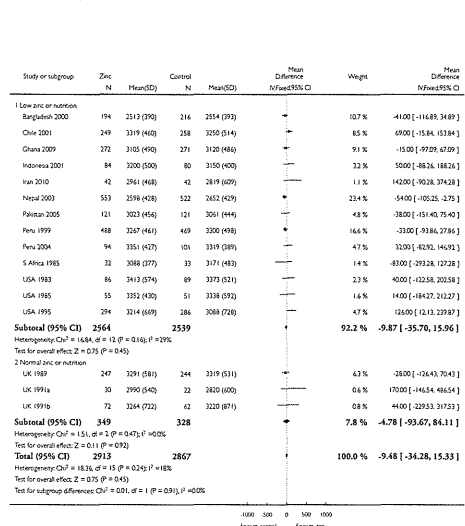 Study or subgroup Zinc Control Mean Difference Weight Mean Difference
N Mean(SD) N Mean(SD) IV,Fixed,95% CI IV,Fixed,95% CI
1 Low zinc or nutrition
Bangladesh 2000 194 2513 (390) 216 2554 (393) 10.7 % -41.00 [ -116.89, 34.89 ]
Chile 2001 249 3319 (460) 258 3250 (514) 8.5 % 69.00 [ -15.84, 153.84 ]
Ghana 2009 272 3105 (490) 271 3120 (486) 9.1 % -15.00 [ -97.09, 67.09 ]
Indonesia 2001 84 3200 (500) 80 3150 (400) 3.2 % 50.00 [ -88.26, 188.26 ]
Iran 2010 42 2961 (468) 42 2819 (609) 1.1 % 142.00 [ -90.28, 374.28 ]
Nepal 2003 553 2598 (428) 522 2652 (429) 23.4 % -54.00 [ -105.25, -2.75 ]
Pakistan 2005 121 3023 (456) 121 3061 (444) 4.8 % -38.00 [ -151.40, 75.40 ]
Peru 1999 488 3267 (461) 469 3300 (498) 16.6 % -33.00 [ -93.86, 27.86 ]
Peru 2004 94 3351 (427) 104 3319 (389) 4.7 % 32.00 [ -82.92, 146.92 ]
S Africa 1985 32 3088 (377) 33 3171 (483) 1.4 % -83.00 [ -293.28, 127.28 ]
USA 1983 86 3413 (574) 89 3373 (521) 2.3 % 40.00 [ -122.58, 202.58 ]
USA 1985 55 3352 (430) 51 3338 (592) 1.6 % 14.00 [ -184.27, 212.27 ]
USA 1995 294 3214 (669) 286 3088 (728) 4.7 % 126.00 [ 12.13, 239.87 ]
Subtotal (95% CI) 2564 2539 92.2 % -9.87 [ -35.70, 15.96 ]
Heterogeneity: Chi² = 16.84, df = 12 (P = 0.16); I² =29%
Test for overall effect: Z = 0.75 (P = 0.45)
2 Normal zinc or nutrition
UK 1989 247 3291 (581) 244 3319 (531) 6.3 % -28.00 [ -126.43, 70.43 ]
UK 1991a 30 2990 (540) 22 2820 (600) 0.6 % 170.00 [ -146.54, 486.54 ]
UK 1991b 72 3264 (722) 62 3220 (871) 0.8 % 44.00 [ -229.53, 317.53 ]
Subtotal (95% CI) 349 328 7.8 % -4.78 [ -93.67, 84.11 ]
Heterogeneity: Chi² = 1.51, df = 2 (P = 0.47); I² =0.0%
Test for overall effect: Z = 0.11 (P = 0.92)
Total (95% CI) 2913 2867 100.0 % -9.48 [ -34.28, 15.33 ]
Heterogeneity: Chi² = 18.36, df = 15 (P = 0.24); I² =18%
Test for overall effect: Z = 0.75 (P = 0.45)
Test for subgroup differences: Chi² = 0.01, df = 1 (P = 0.91), I² =0.0%
-1000 -500 0 500 1000